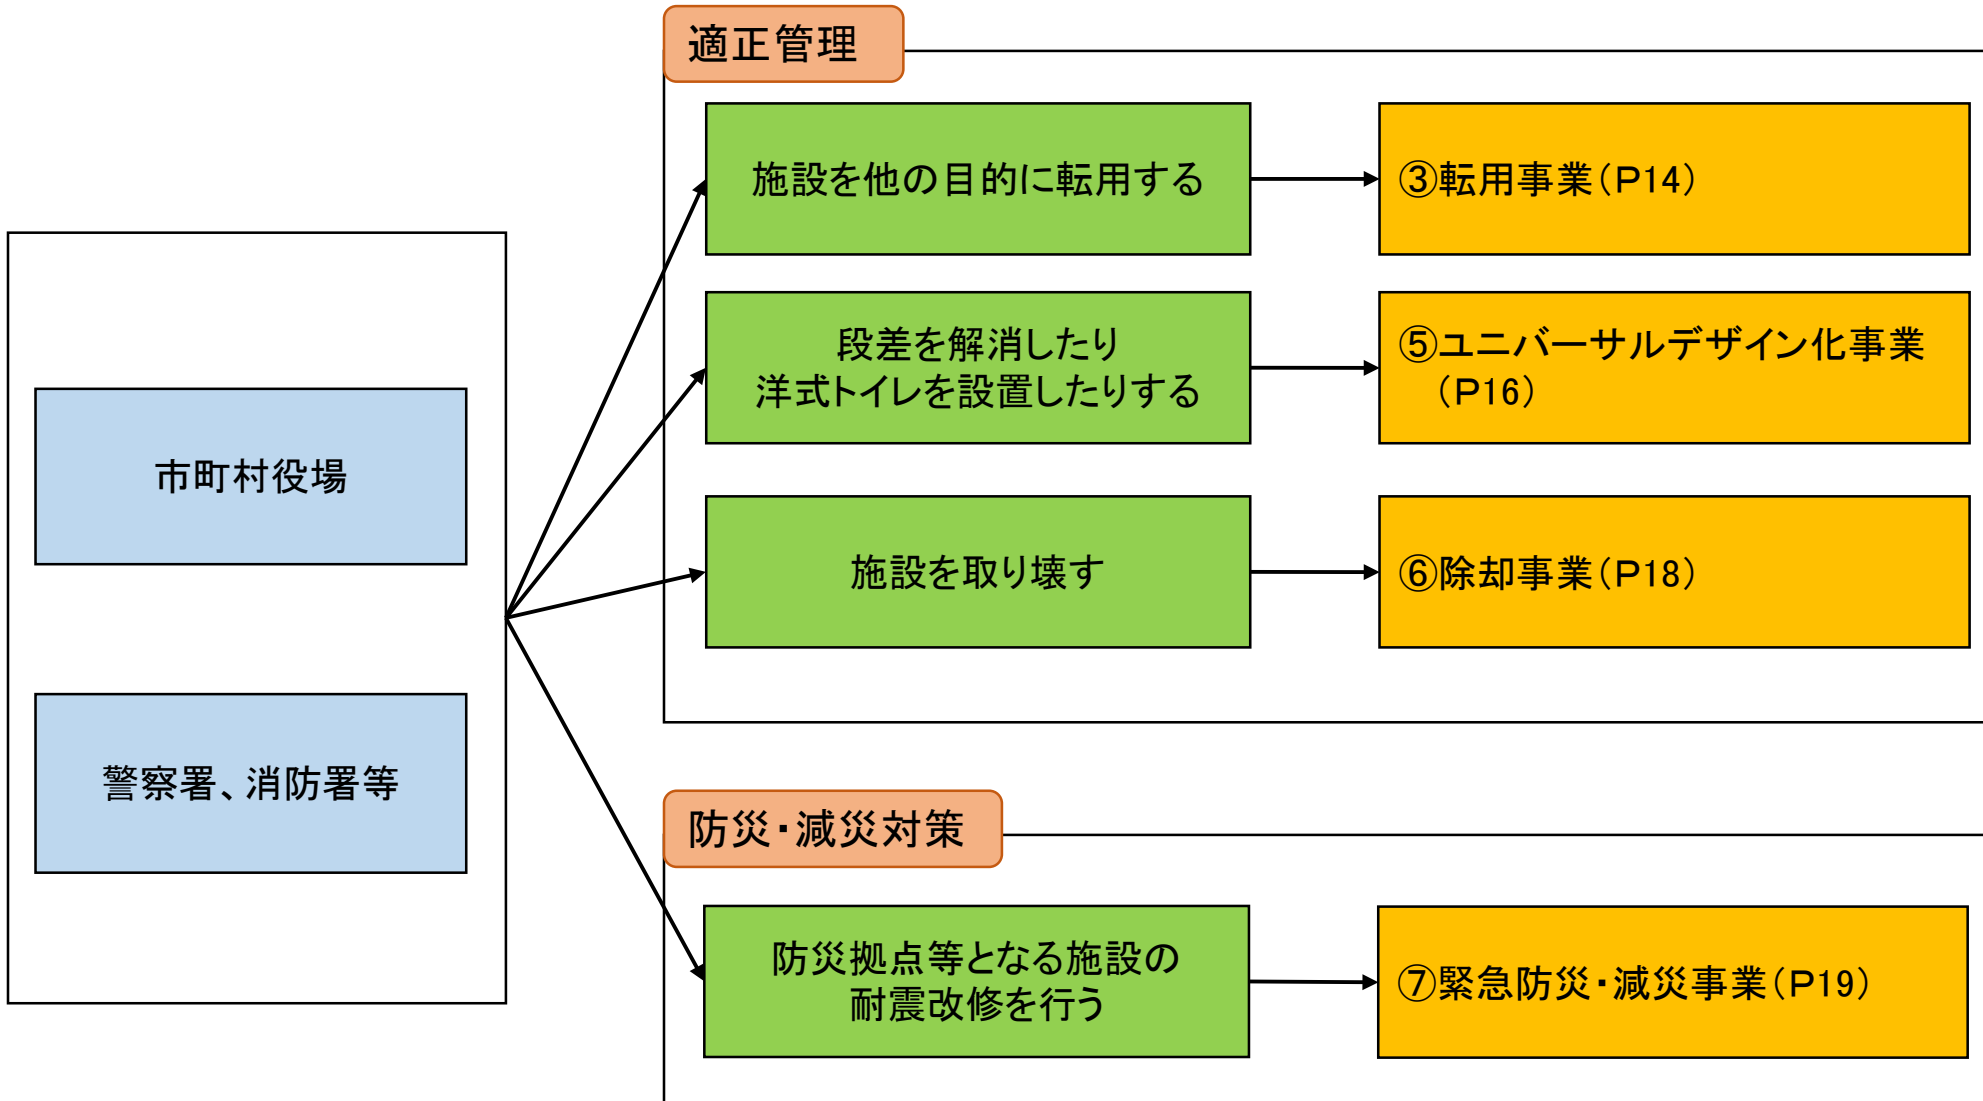 適正管理
施設を他の目的に転用する
③転用事業(P14)
段差を解消したり
洋式トイレを設置したりする
⑤ユニバーサルデザイン化事業
(P16)
市町村役場
施設を取り壊す
⑥除却事業(P18)
警察署、消防署等
防災・減災対策
防災拠点等となる施設の
耐震改修を行う
⑦緊急防災・減災事業(P19)